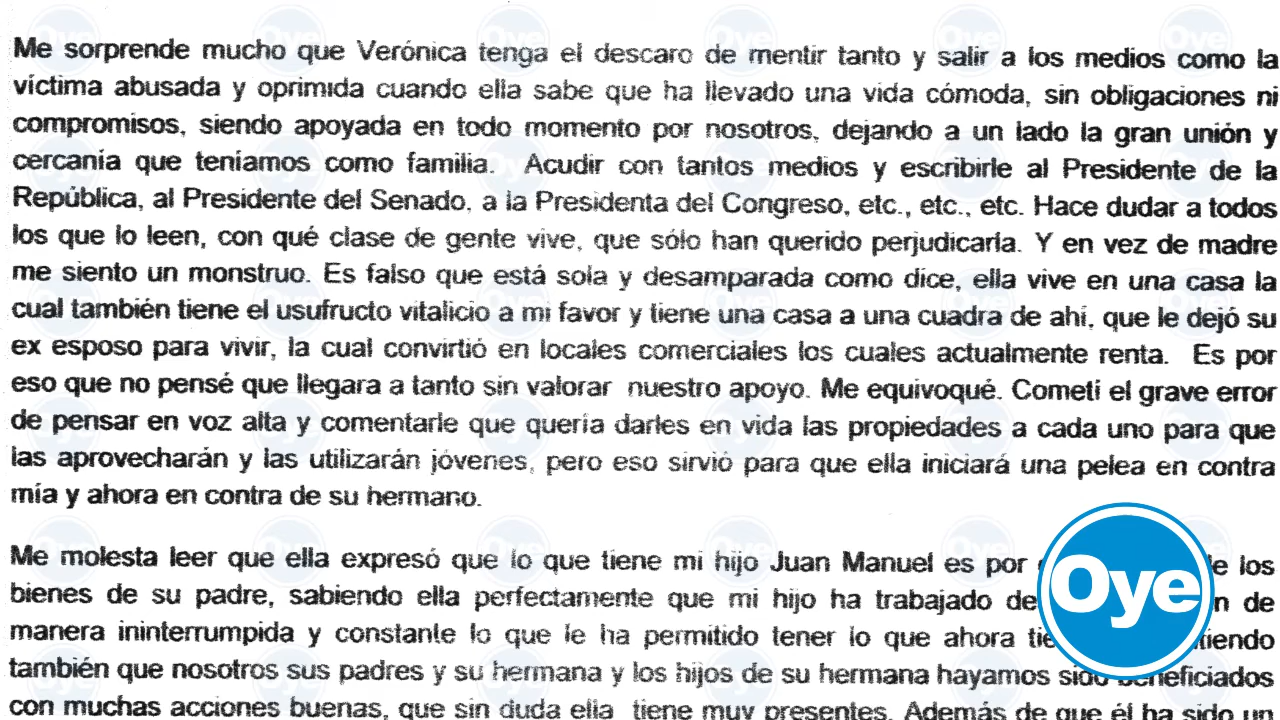 Me sorprende mucho que Verónica tenga el descaro de mentir tanto y salir a los medios como la
víctima abusada y oprimida cuando ella sabe que ha llevado una vida cómoda, sin obligaciones ni
compromisos, siendo apoyada en todo momento por nosotros, dejando a un lado la gran unión y
cercanía que teníamos como familia. Acudir con tantos medios y escribirle al Presidente de la
República, al Presidente del Senado, a la Presidenta del Congreso, etc., etc., etc. Hace dudar a todos
los que lo leen, con qué clase de gente vive, que sólo han querido perjudicarla. Y en vez de madre
me siento un monstruo. Es falso que está sola y desamparada como dice, ella vive en una casa la
cual también tiene el usufructo vitalicio a mi favor y tiene una casa a una cuadra de ahí, que le dejó su
ex esposo para vivir, la cual convirtió en locales comerciales los cuales actualmente renta. Es por
eso que no pensé que llegara a tanto sin valorar nuestro apoyo. Me equivoqué. Cometí el grave error
de pensar en voz alta y comentarle que quería darles en vida las propiedades a cada uno para que
las aprovecharán y las utilizarán jóvenes, pero eso sirvió para que ella iniciará una pelea en contra
mía y ahora en contra de su hermano.
Me molesta leer que ella expresó que lo que tiene mi hijo Juan Manuel es por los
bienes de su padre, sabiendo ella perfectamente que mi hijo ha trabajado de
manera ininterrumpida y constante lo que le ha permitido tener lo que ahora
también que nosotros sus padres y su hermana y los hijos de su hermana hayamos sido beneficiados
con muchas acciones buenas, que sin duda ella tiene muy presentes. Además de que él ha sido un
Oye